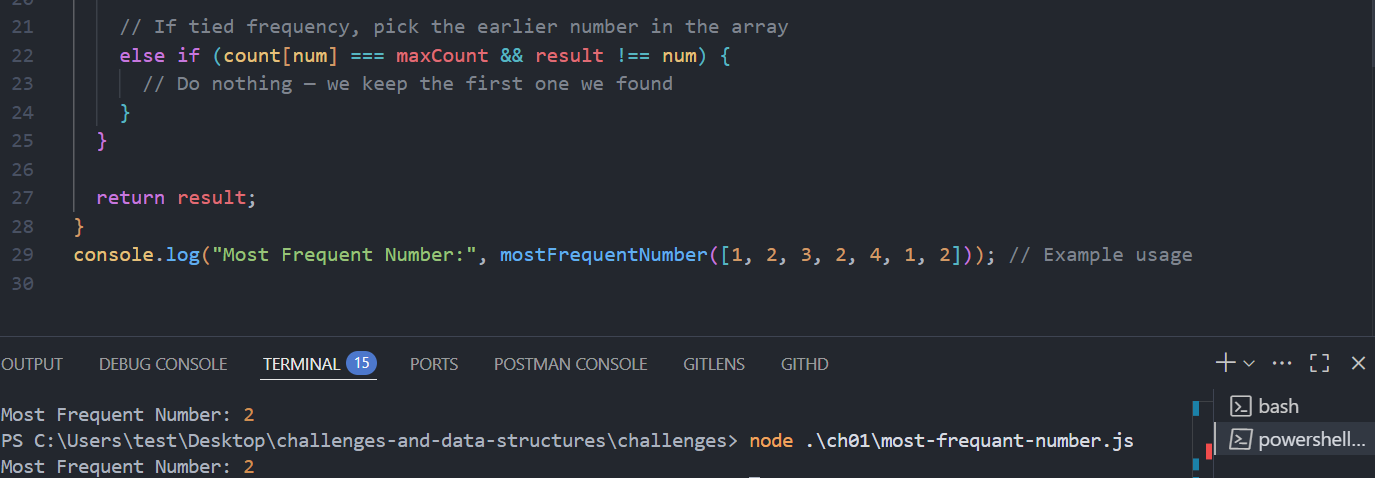 20
21 // If tied frequency, pick the earlier number in the array
22 else if (count[num] === maxCount && result !== num) {
23 // Do nothing — we keep the first one we found
24 }
25 }
26
27 return result;
28 }
29 console.log("Most Frequent Number:", mostFrequentNumber([1, 2, 3, 2, 4, 1, 2])); // Example usage
30
OUTPUT DEBUG CONSOLE TERMINAL 15 PORTS POSTMAN CONSOLE GITLENS GITHD
Most Frequent Number: 2
PS C:\Users\test\Desktop\challenges-and-data-structures\challenges> node .\ch01\most-frequant-number.js
Most Frequent Number: 2
bash
powershell...